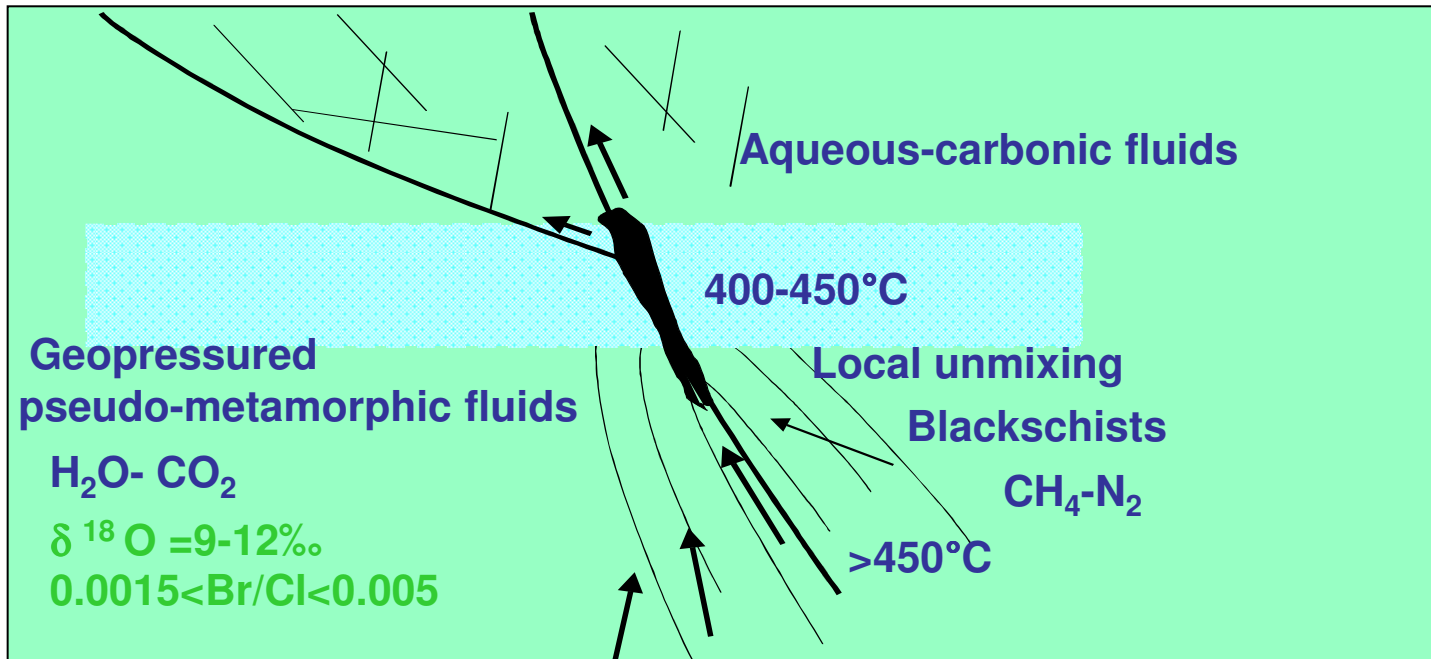 Aqueous-carbonic fluids
400-450°C
Geopressured
pseudo-metamorphic fluids
H₂O- CO₂
δ ¹⁸ O =9-12‰
0.0015<Br/Cl<0.005
Local unmixing
Blackschists
CH₄-N₂
>450°C